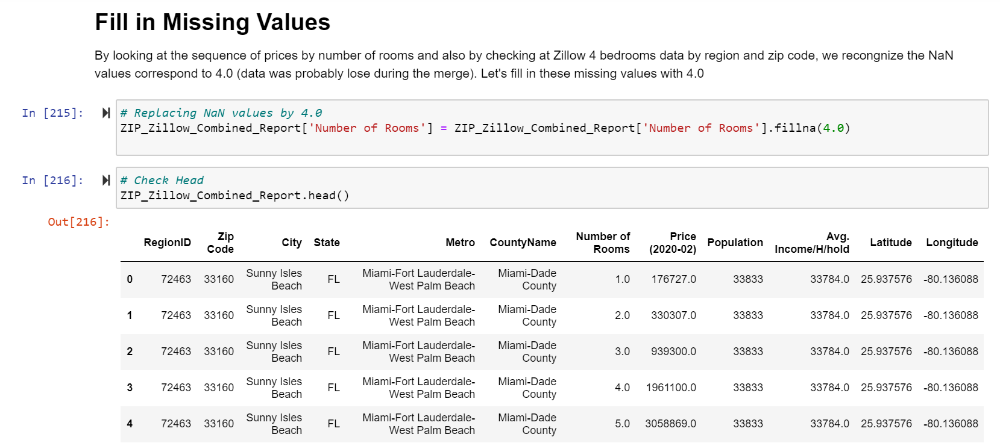 Fill in Missing Values
By looking at the sequence of prices by number of rooms and also by checking at Zillow 4 bedrooms data by region and zip code, we recongnize the NaN
values correspond to 4.0 (data was probably lose during the merge). Let's fill in these missing values with 4.0
In [215]: # Replacing NaN values by 4.0
ZIP_Zillow_Combined_Report['Number of Rooms'] = ZIP_Zillow_Combined_Report['Number of Rooms'].fillna(4.0)
In [216]: # Check Head
ZIP_Zillow_Combined_Report.head()
Out[216]:
RegionID Zip Code City State Metro CountyName Number of Rooms Price (2020-02) Population Avg. Income/H/hold Latitude Longitude
0 72463 33160 Sunny Isles Beach FL Miami-Fort Lauderdale-West Palm Beach Miami-Dade County 1.0 176727.0 33833 33784.0 25.937576 -80.136088
1 72463 33160 Sunny Isles Beach FL Miami-Fort Lauderdale-West Palm Beach Miami-Dade County 2.0 330307.0 33833 33784.0 25.937576 -80.136088
2 72463 33160 Sunny Isles Beach FL Miami-Fort Lauderdale-West Palm Beach Miami-Dade County 3.0 939300.0 33833 33784.0 25.937576 -80.136088
3 72463 33160 Sunny Isles Beach FL Miami-Fort Lauderdale-West Palm Beach Miami-Dade County 4.0 1961100.0 33833 33784.0 25.937576 -80.136088
4 72463 33160 Sunny Isles Beach FL Miami-Fort Lauderdale-West Palm Beach Miami-Dade County 5.0 3058869.0 33833 33784.0 25.937576 -80.136088